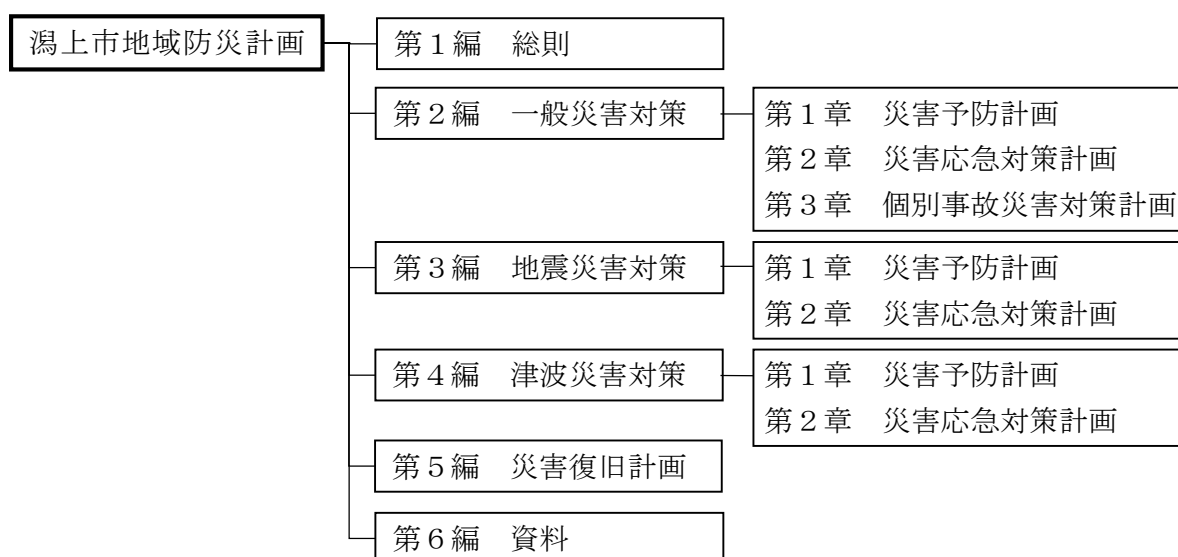 潟上市地域防災計画
第１編　総則
第２編　一般災害対策
第１章　災害予防計画
第２章　災害応急対策計画
第３章　個別事故災害対策計画
第３編　地震災害対策
第１章　災害予防計画
第２章　災害応急対策計画
第４編　津波災害対策
第１章　災害予防計画
第２章　災害応急対策計画
第５編　災害復旧計画
第６編　資料